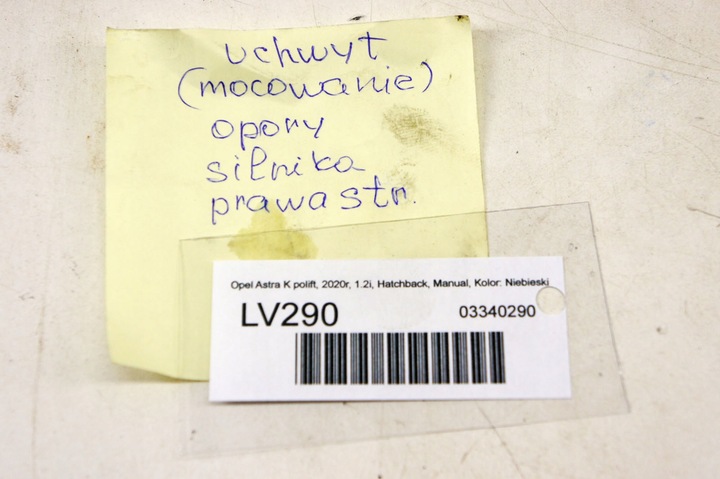 uchwyt
(mocowanie)
opory
silnika
prawa str.
Opel Astra K polift, 2020r, 1.2i, Hatchback, Manual, Kolor: Niebieski
LV290
03340290